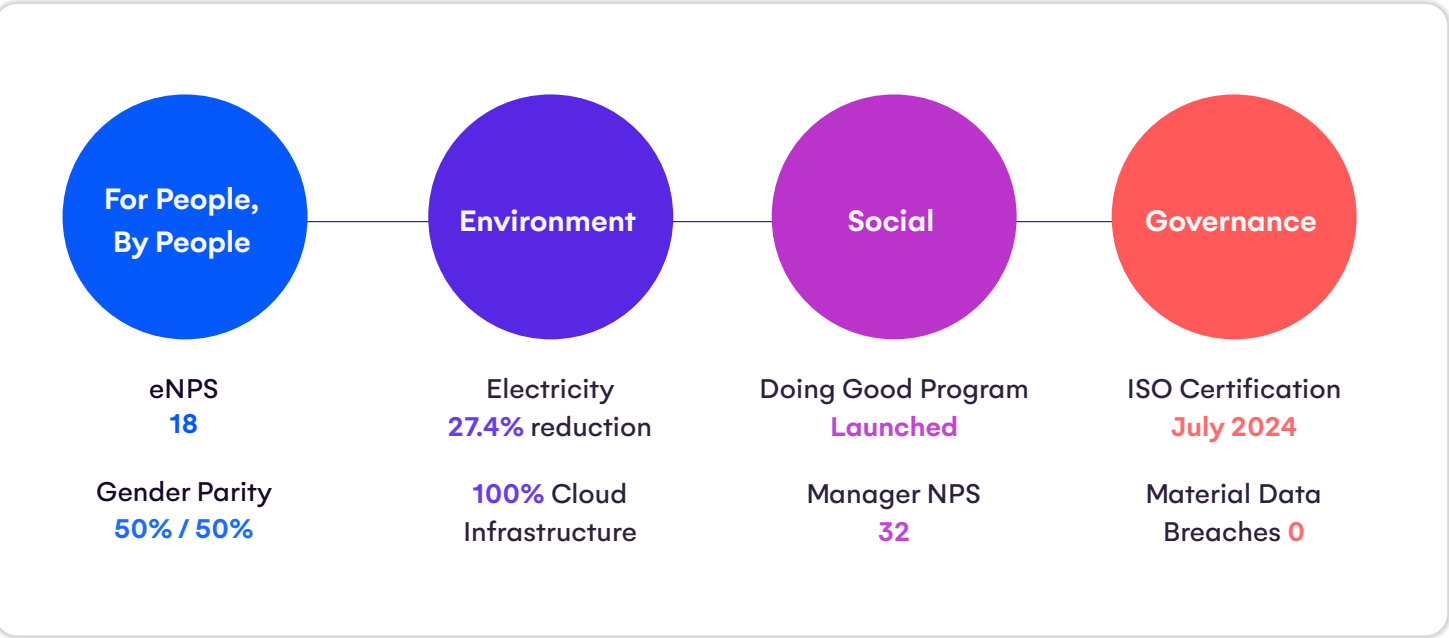 For People,
By People
eNPS
18
Gender Parity
50% / 50%
Environment
Electricity
27.4% reduction
100% Cloud
Infrastructure
Social
Doing Good Program
Launched
Manager NPS
32
Governance
ISO Certification
July 2024
Material Data
Breaches 0